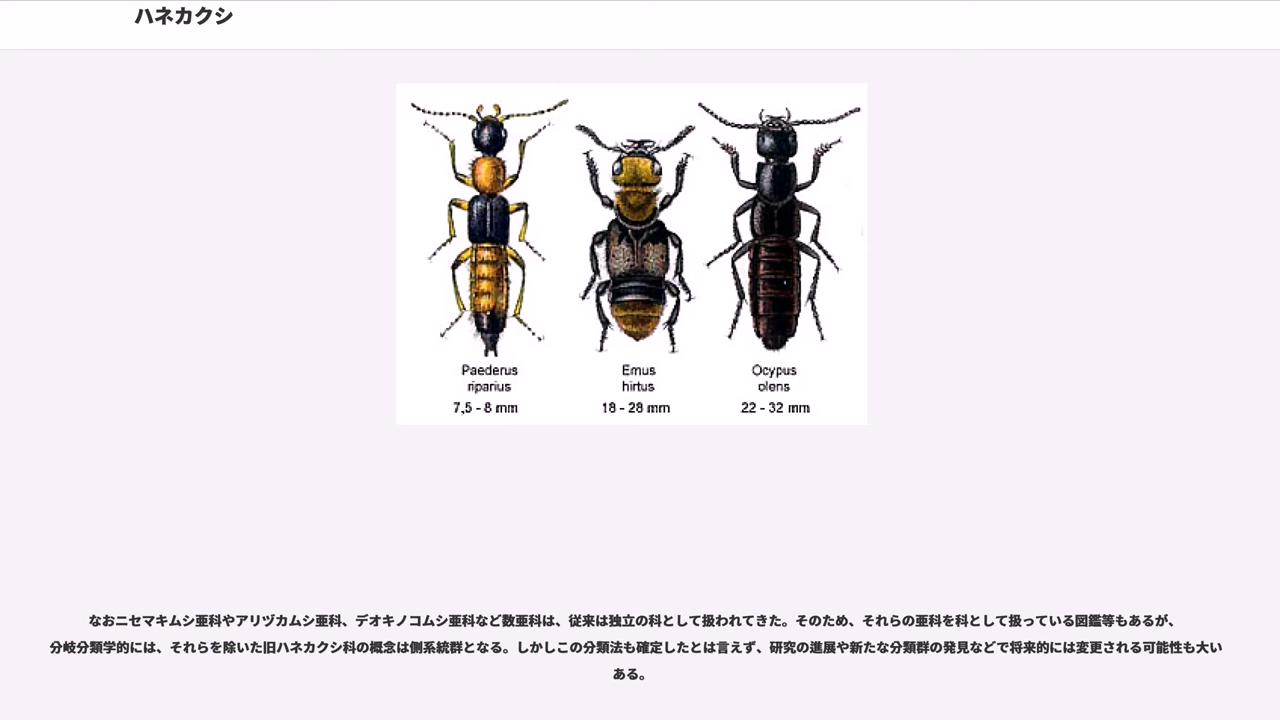 ハネカクシ
Paederus
riparius
7,5 - 8 mm
Emus
hirtus
18 - 28 mm
Ocypus
olens
22 - 32 mm
なおニセマキムシ亜科やアリヅカムシ亜科、デオキノコムシ亜科など数亜科は、従来は独立の科として扱われてきた。そのため、それらの亜科を科として扱っている図鑑等もあるが、
分岐分類学的には、それらを除いた旧ハネカクシ科の概念は側系統群となる。しかしこの分類法も確定したとは言えず、研究の進展や新たな分類群の発見などで将来的には変更される可能性も大い
ある。